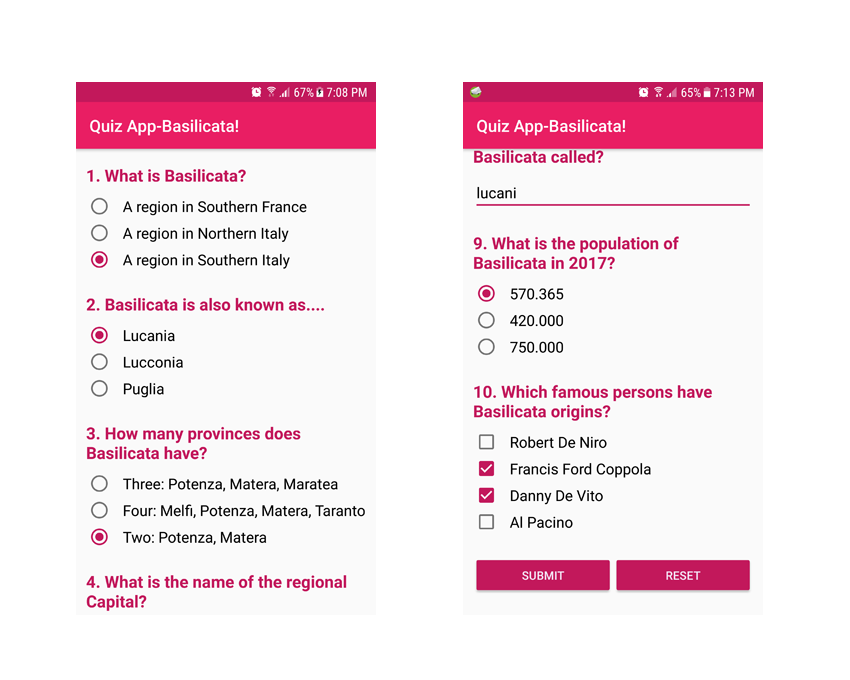 67% 7:08 PM
Quiz App-Basilicata!
1. What is Basilicata?
A region in Southern France
A region in Northern Italy
A region in Southern Italy
2. Basilicata is also known as....
Lucania
Lucconia
Puglia
3. How many provinces does
Basilicata have?
Three: Potenza, Matera, Maratea
Four: Melfi, Potenza, Matera, Taranto
Two: Potenza, Matera
4. What is the name of the regional
Capital?
65% 7:13 PM
Quiz App-Basilicata!
Basilicata called?
lucani
9. What is the population of
Basilicata in 2017?
570.365
420.000
750.000
10. Which famous persons have
Basilicata origins?
Robert De Niro
Francis Ford Coppola
Danny De Vito
Al Pacino
SUBMIT RESET